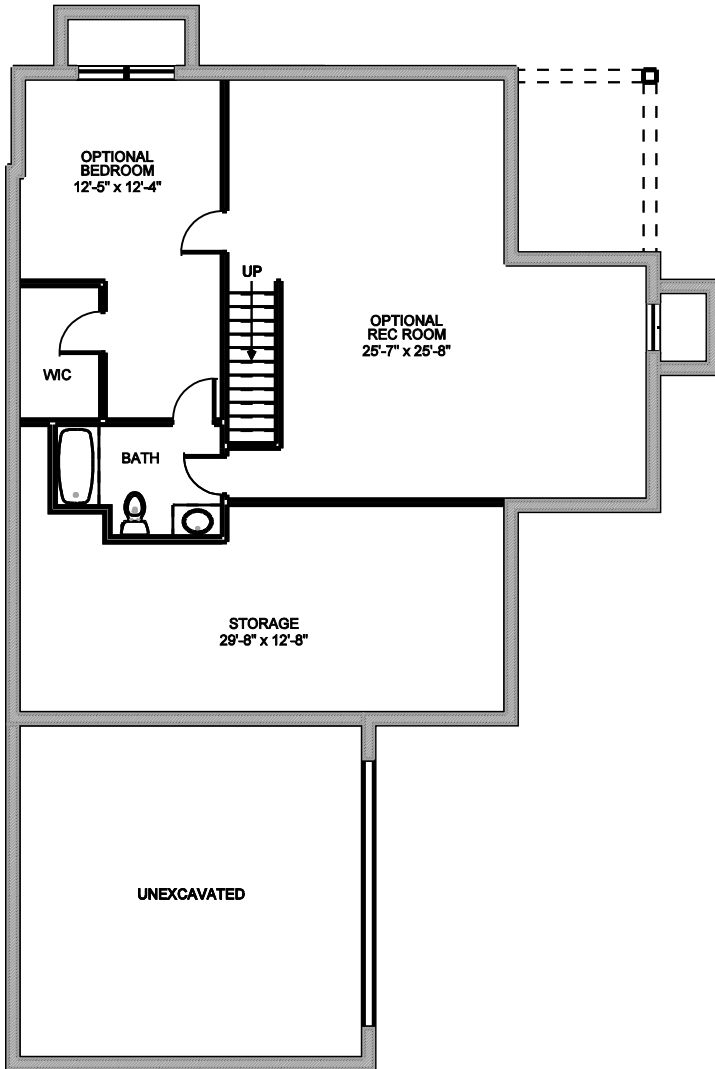 OPTIONAL
BEDROOM
12'-5" x 12'-4"
UP
OPTIONAL
REC ROOM
25'-7" x 25'-8"
WIC
BATH
STORAGE
29'-8" x 12'-8"
UNEXCAVATED